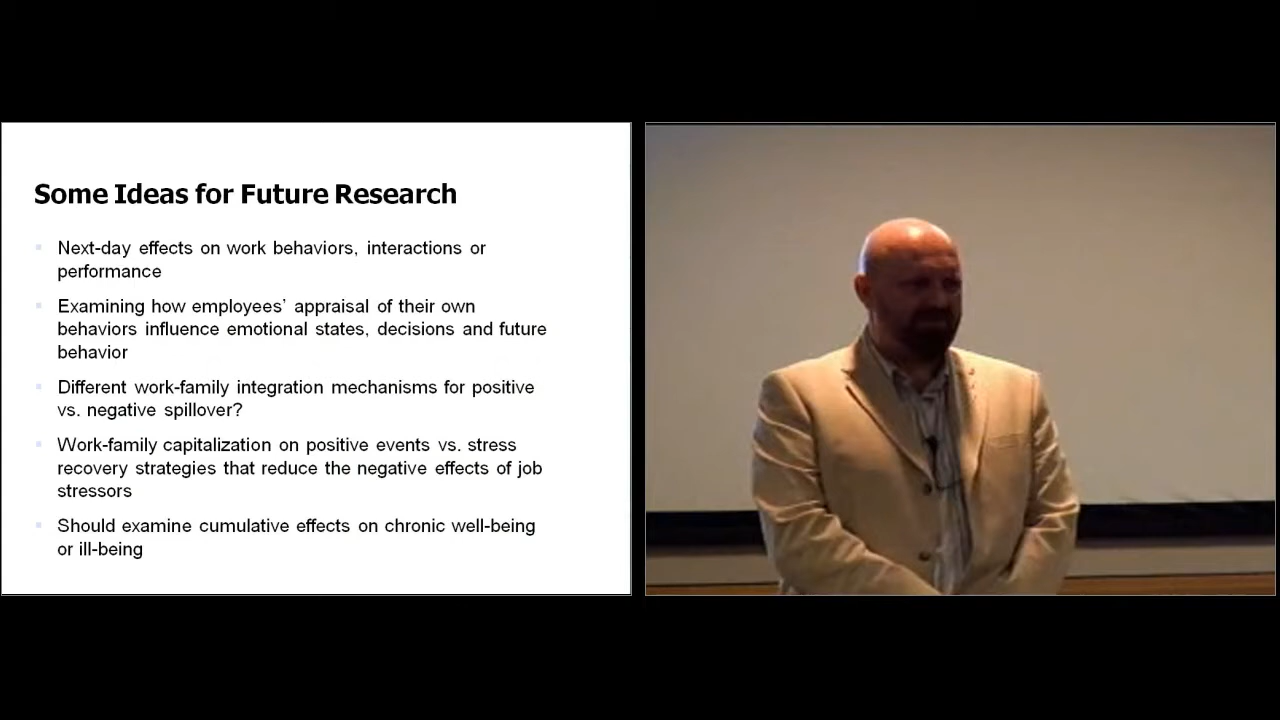 Some Ideas for Future Research
Next-day effects on work behaviors, interactions or
performance
Examining how employees’ appraisal of their own
behaviors influence emotional states, decisions and future
behavior
Different work-family integration mechanisms for positive
vs. negative spillover?
Work-family capitalization on positive events vs. stress
recovery strategies that reduce the negative effects of job
stressors
Should examine cumulative effects on chronic well-being
or ill-being